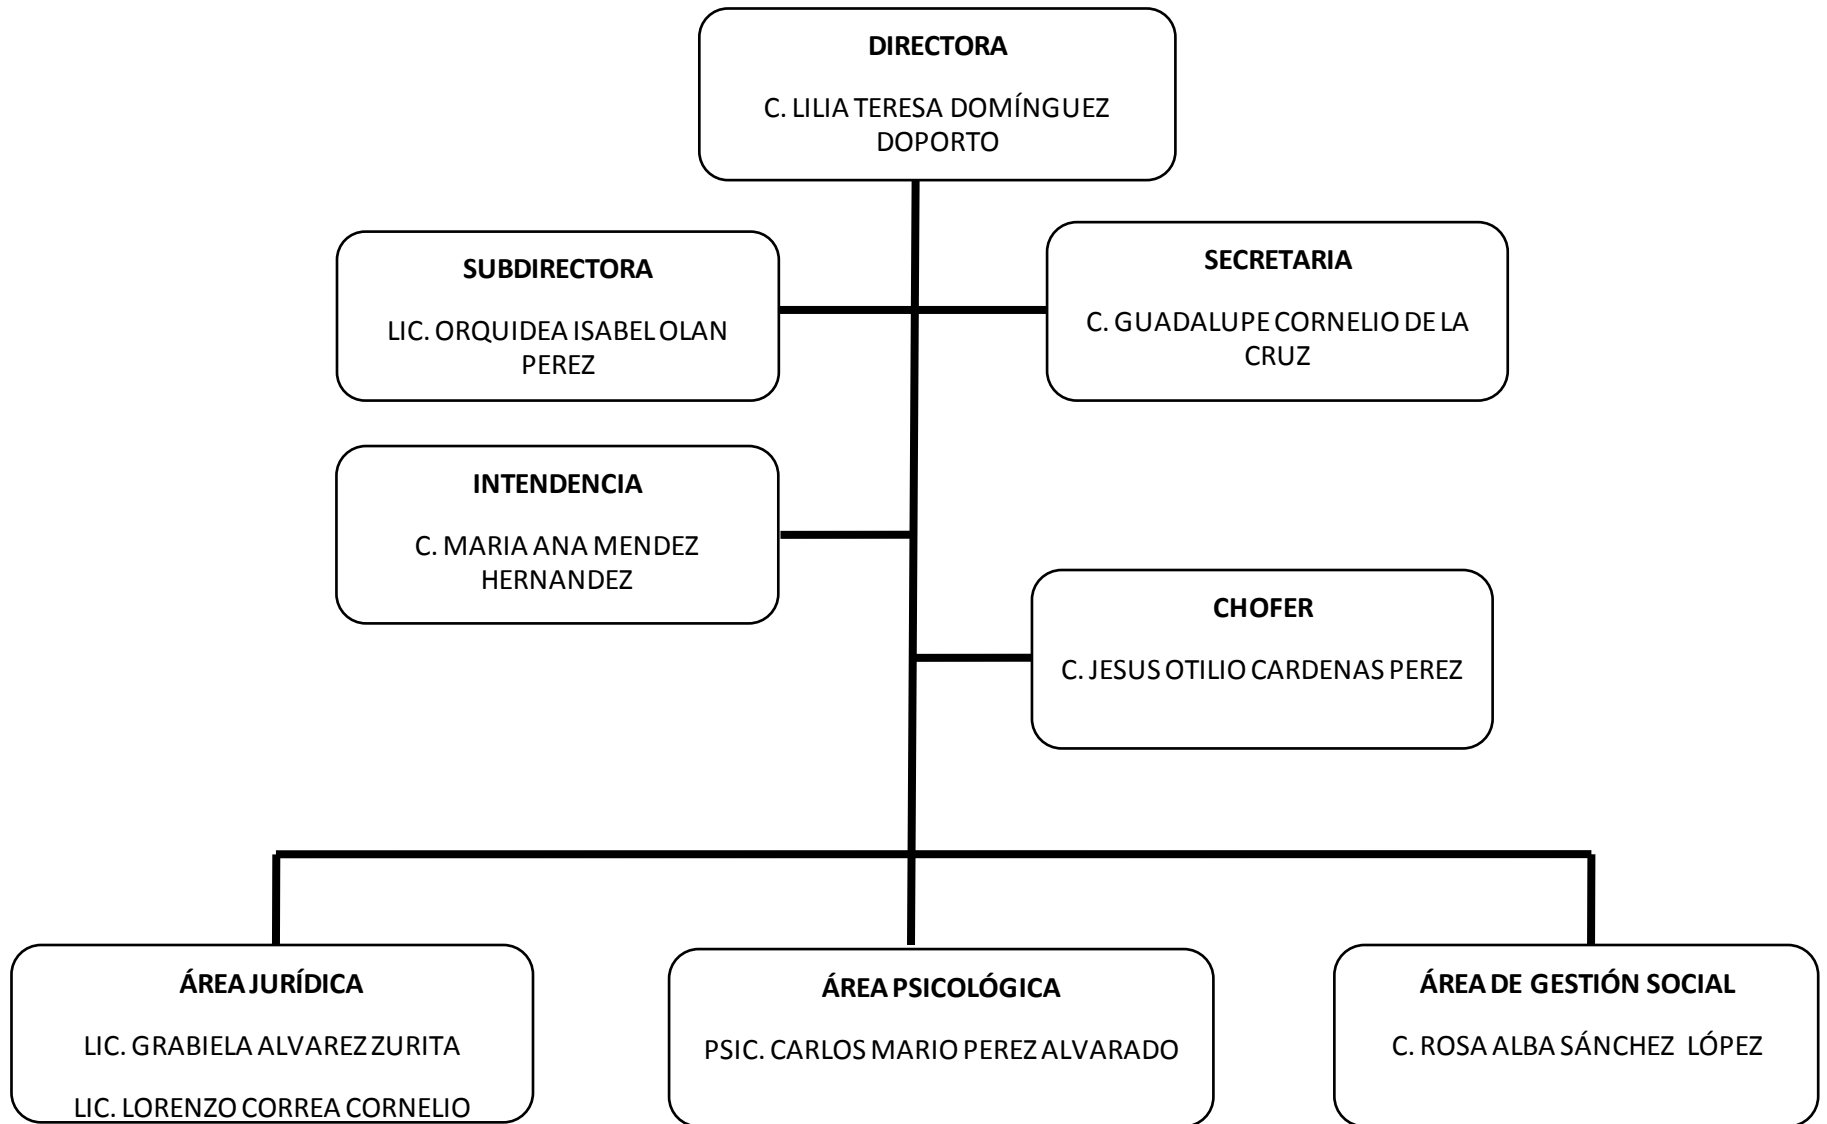 DIRECTORA
C. LILIA TERESA DOMÍNGUEZ
DOPORTO
SUBDIRECTORA
LIC. ORQUIDEA ISABEL OLAN
PEREZ
SECRETARIA
C. GUADALUPE CORNELIO DE LA
CRUZ
INTENDENCIA
C. MARIA ANA MENDEZ
HERNANDEZ
CHOFER
C. JESUS OTILIO CARDENAS PEREZ
ÁREA JURÍDICA
LIC. GRABIELA ALVAREZ ZURITA
LIC. LORENZO CORREA CORNELIO
ÁREA PSICOLÓGICA
PSIC. CARLOS MARIO PEREZ ALVARADO
ÁREA DE GESTIÓN SOCIAL
C. ROSA ALBA SÁNCHEZ LÓPEZ